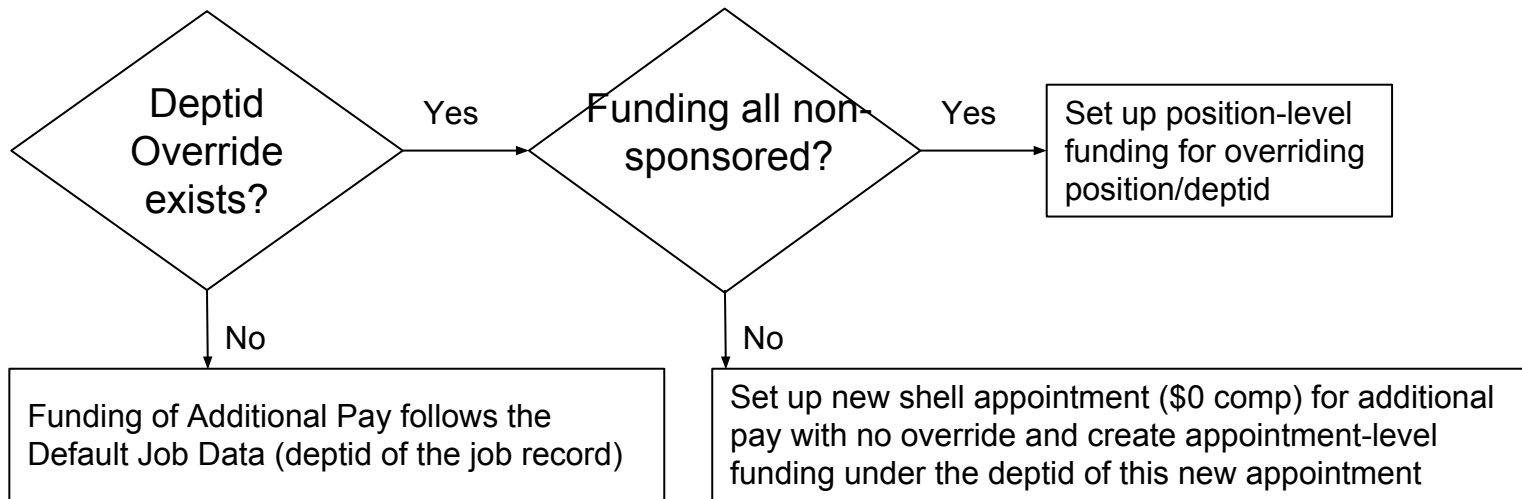 Deptid
Override
exists?
Yes
Funding all non-
sponsored?
Yes
Set up position-level
funding for overriding
position/deptid
No
Funding of Additional Pay follows the
Default Job Data (deptid of the job record)
No
Set up new shell appointment ($0 comp) for additional
pay with no override and create appointment-level
funding under the deptid of this new appointment